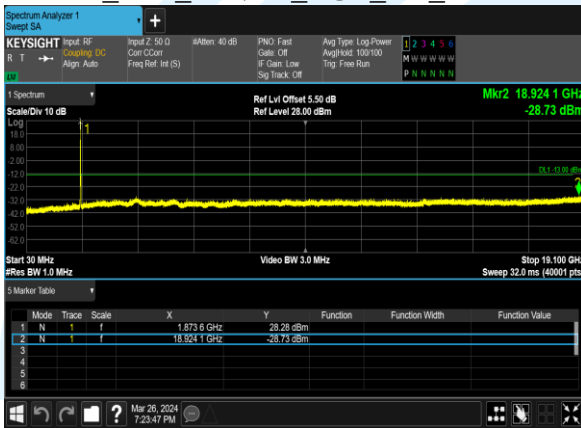 Spectrum Analyzer 1
Swept SA
KEYSIGHT Input: RF Input Z: 50 Ω #Atten: 40 dB PNO: Fast Avg Type: Log-Power 1 2 3 4 5 6
R T Coupling: DC Corr CCorr Gate: Off Avg|Hold: 100/100 M W W W W W
Align: Auto Freq Ref: Int (S) IF Gain: Low Trig: Free Run
LV Sig Track: Off P N N N N N
1 Spectrum Ref Lvl Offset 5.50 dB Mkr2 18.924 1 GHz
Scale/Div 10 dB Ref Level 28.00 dBm -28.73 dBm
Log
18.0 1
8.00
-2.00
-12.0 DL1 -13.00 dBm
-22.0 2
-32.0
-42.0
-52.0
-62.0
Start 30 MHz Video BW 3.0 MHz Stop 19.100 GHz
#Res BW 1.0 MHz Sweep 32.0 ms (40001 pts
5 Marker Table
Mode Trace Scale X Y Function Function Width Function Value
1 N 1 f 1.873 6 GHz 28.28 dBm
2 N 1 f 18.924 1 GHz -28.73 dBm
3
4
5
6
? Mar 26, 2024
7:23:47 PM